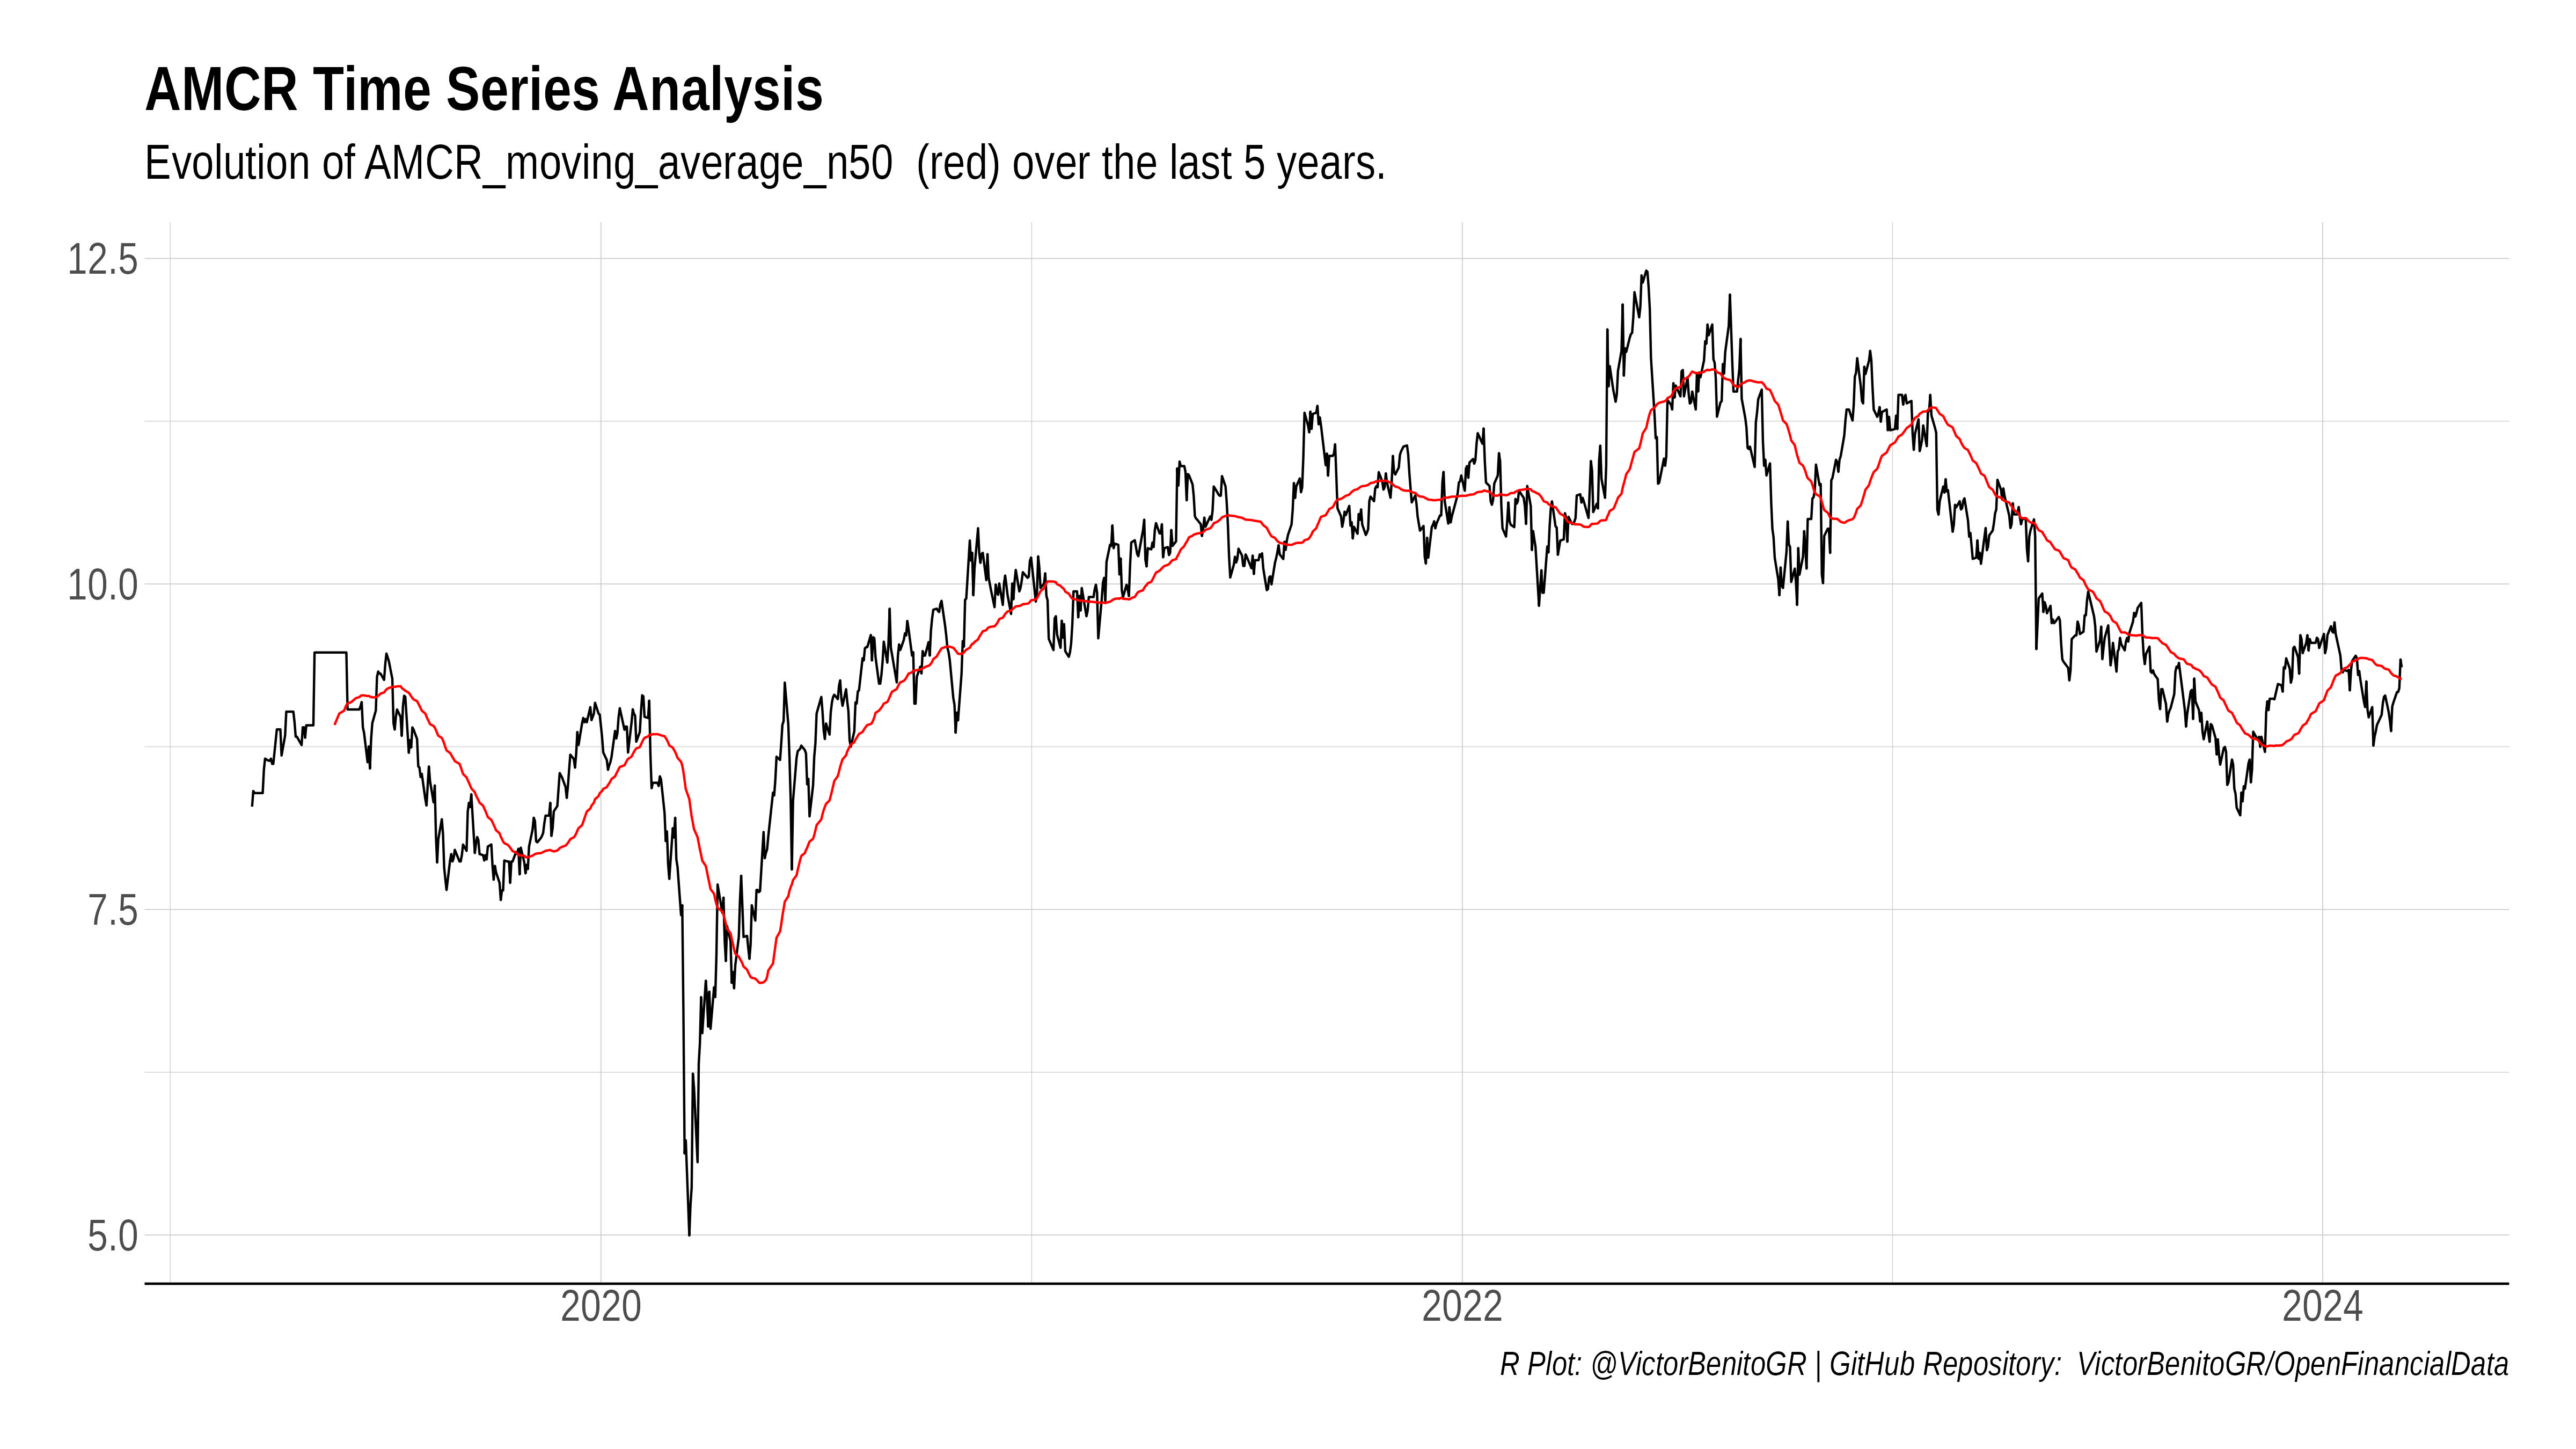 AMCR Time Series Analysis
Evolution of AMCR_moving_average_n50  (red) over the last 5 years.
12.5
10.0
7.5
5.0
2020 2022 2024
R Plot: @VictorBenitoGR | GitHub Repository:  VictorBenitoGR/OpenFinancialData